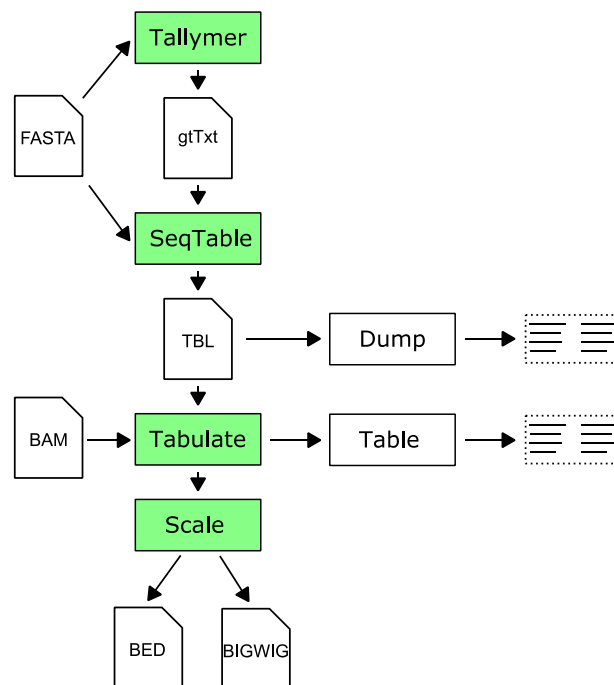 Tallymer
FASTA
gtTxt
SeqTable
TBL
Dump
BAM
Tabulate
Table
Scale
BED
BIGWIG